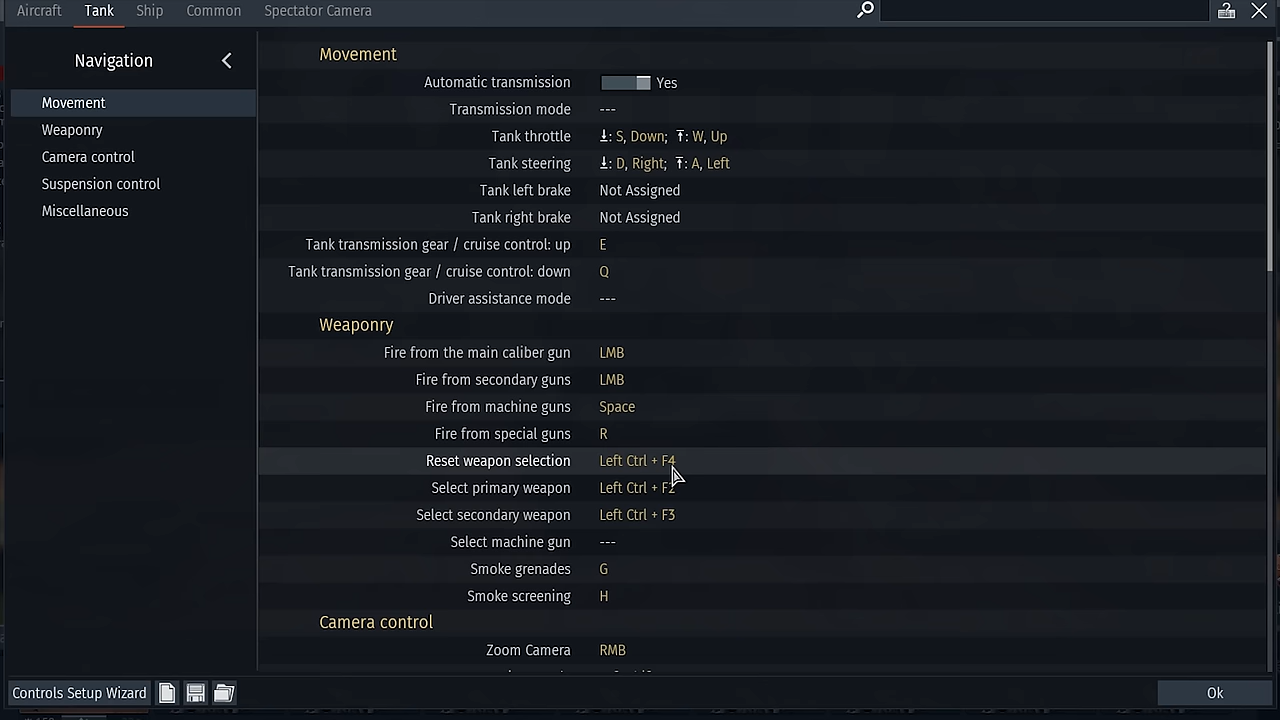 Aircraft Tank Ship Common Spectator Camera
Navigation
Movement
Weaponry
Camera control
Suspension control
Miscellaneous
Movement
Automatic transmission Yes
Transmission mode ---
Tank throttle S, Down; W, Up
Tank steering D, Right; A, Left
Tank left brake Not Assigned
Tank right brake Not Assigned
Tank transmission gear / cruise control: up E
Tank transmission gear / cruise control: down Q
Driver assistance mode ---
Weaponry
Fire from the main caliber gun LMB
Fire from secondary guns LMB
Fire from machine guns Space
Fire from special guns R
Reset weapon selection Left Ctrl + F4
Select primary weapon Left Ctrl + F2
Select secondary weapon Left Ctrl + F3
Select machine gun ---
Smoke grenades G
Smoke screening H
Camera control
Zoom Camera RMB
Controls Setup Wizard
Ok